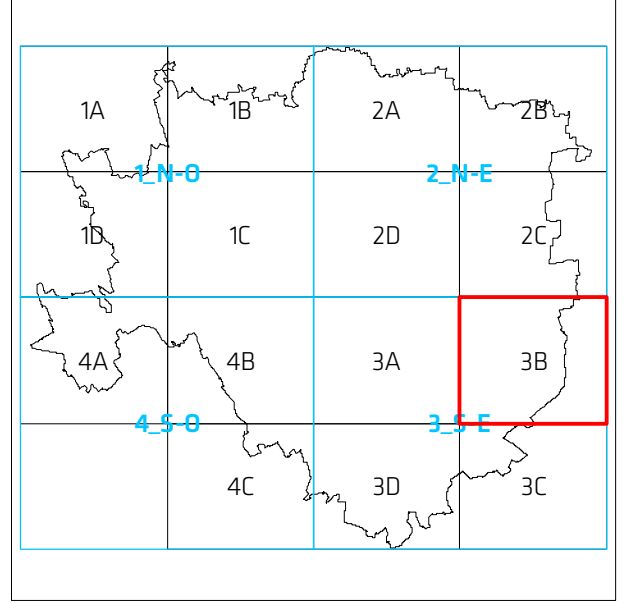 1A 1B 2A 2B
1_N-O 2_N-E
1D 1C 2D 2C
4A 4B 3A 3B
4_S-O 3_S-E
4C 3D 3C